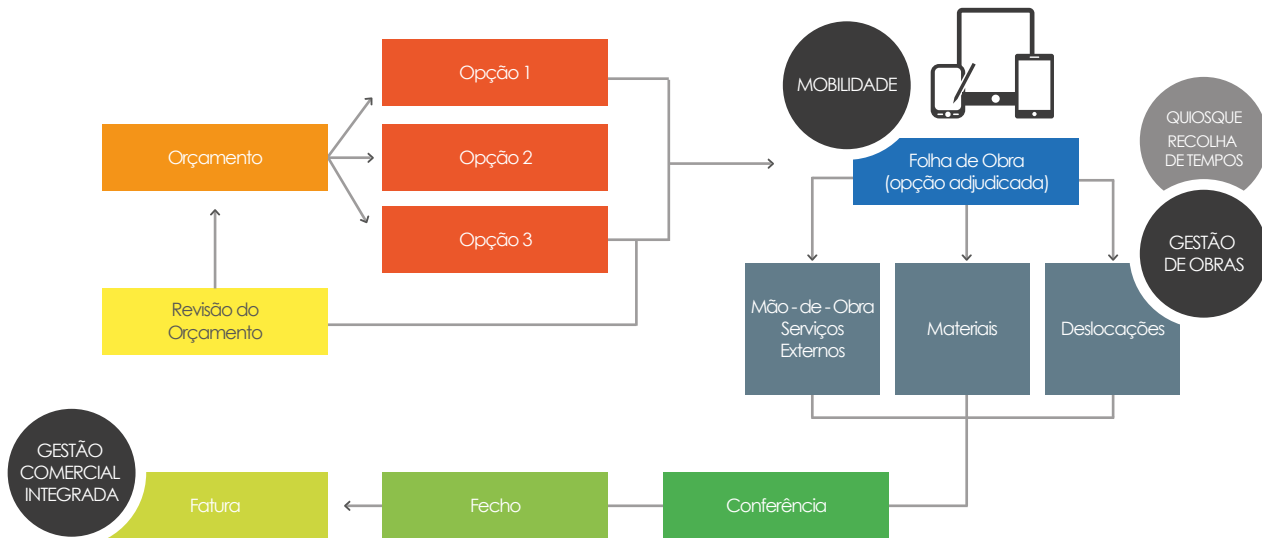 Orçamento
Opção 1
Opção 2
Opção 3
Revisão do
Orçamento
MOBILIDADE
Folha de Obra
(opção adjudicada)
QUIOSQUE
RECOLHA
DE TEMPOS
GESTÃO
DE OBRAS
Mão - de - Obra
Serviços
Externos
Materiais
Deslocações
Conferência
Fecho
Fatura
GESTÃO
COMERCIAL
INTEGRADA